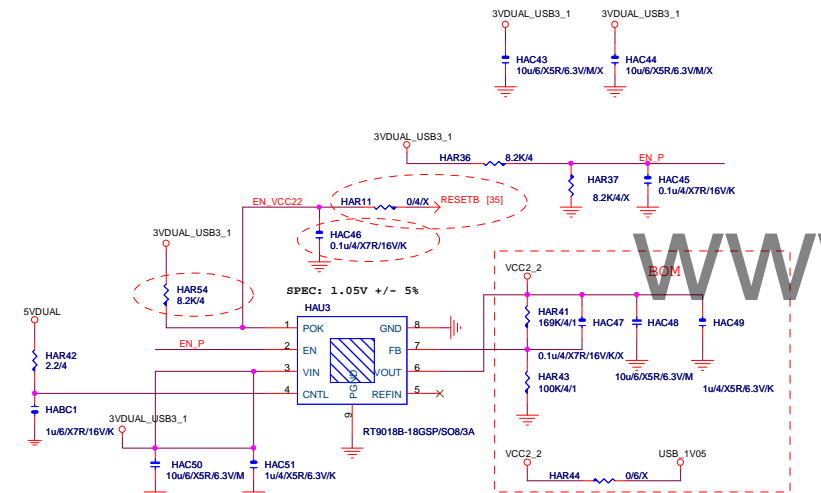 3VDUAL_USB3_1
3VDUAL_USB3_1
HAC43
10u/6/X5R/6.3V/M/X
HAC44
10u/6/X5R/6.3V/M/X
3VDUAL_USB3_1
HAR36
8.2K/4
EN_P
HAR37
8.2K/4/X
HAC45
0.1u/4/X7R/16V/K
EN_VCC22
HAR11
0/4/X
RESETB [35]
HAC46
0.1u/4/X7R/16V/K
3VDUAL_USB3_1
HAR54
8.2K/4
SPEC: 1.05V +/- 5%
HAU3
WWW
BOM
VCC2_2
HAR41
169K/4/1
HAC47
0.1u/4/X7R/16V/K/X
HAC48
10u/6/X5R/6.3V/M
HAC49
1u/4/X5R/6.3V/K
HAR43
100K/4/1
5VDUAL
HAR42
2.2/4
EN_P
1 POK GND 8
2 EN FB 7
3 VIN VOUT 6
4 CNTL REFIN 5
PGND
9
RT9018B-18GSP/SO8/3A
HABC1
1u/6/X7R/16V/K
3VDUAL_USB3_1
HAC50
10u/6/X5R/6.3V/M
HAC51
1u/4/X5R/6.3V/K
VCC2_2
HAR44
0/6/X
USB_1V05